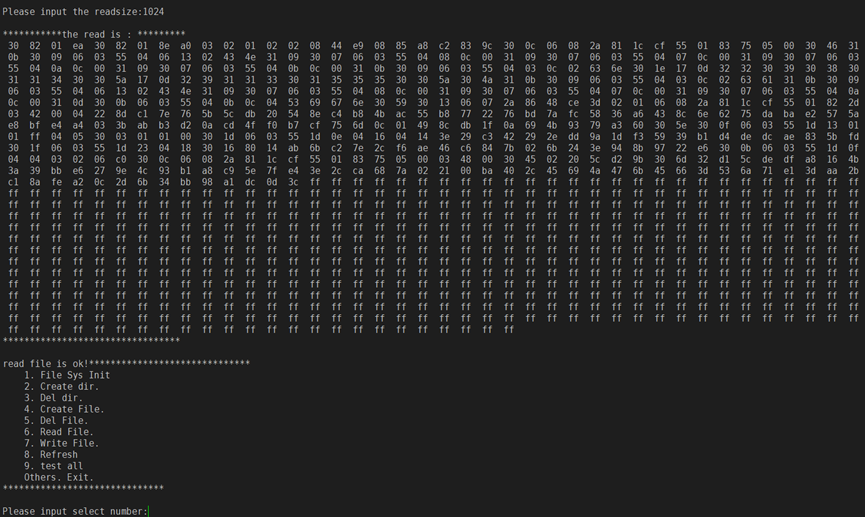 Please input the readsize:1024
***********the read is : *********
30 82 01 ea 30 82 01 8e a0 03 02 01 02 02 08 44 e9 08 85 a8 c2 83 9c 30 0c 06 08 2a 81 1c cf 55 01 83 75 05 00 30 46 31
0b 30 09 06 03 55 04 06 13 02 43 4e 31 09 30 07 06 03 55 04 08 0c 00 31 09 30 07 06 03 55 04 07 0c 00 31 09 30 07 06 03
55 04 0a 0c 00 31 09 30 07 06 03 55 04 0b 0c 00 31 0b 30 09 06 03 55 04 03 0c 02 63 6e 30 1e 17 0d 32 32 30 39 30 38 30
31 31 34 30 30 5a 17 0d 32 39 31 31 33 30 31 35 35 35 30 30 5a 30 4a 31 0b 30 09 06 03 55 04 03 0c 02 63 61 31 0b 30 09
06 03 55 04 06 13 02 43 4e 31 09 30 07 06 03 55 04 08 0c 00 31 09 30 07 06 03 55 04 07 0c 00 31 09 30 07 06 03 55 04 0a
0c 00 31 0d 30 0b 06 03 55 04 0b 0c 04 53 69 67 6e 30 59 30 13 06 07 2a 86 48 ce 3d 02 01 06 08 2a 81 1c cf 55 01 82 2d
03 42 00 04 22 8d c1 7e 76 5b 5c db 20 54 8e c4 b8 4b ac 55 b8 77 22 76 bd 7a fc 58 36 a6 43 8c 6e 62 75 da ba e2 57 5a
e8 bf e4 a4 03 3b ab b3 d2 0a cd 4f f0 b7 cf 75 6d 0c 01 49 8c db 1f 0a 69 4b 93 79 a3 60 30 5e 30 0f 06 03 55 1d 13 01
01 ff 04 05 30 03 01 01 00 30 1d 06 03 55 1d 0e 04 16 04 14 3e 29 c3 42 29 2e dd 9a 1d f3 59 39 b1 d4 de dc ae 83 5b fd
30 1f 06 03 55 1d 23 04 18 30 16 80 14 ab 6b c2 7e 2c f6 ae 46 c6 84 7b 02 6b 24 3e 94 8b 97 22 e6 30 0b 06 03 55 1d 0f
04 04 03 02 06 c0 30 0c 06 08 2a 81 1c cf 55 01 83 75 05 00 03 48 00 30 45 02 20 5c d2 9b 30 6d 32 d1 5c de df a8 16 4b
3a 39 bb e6 27 9e 4c 93 b1 a8 c9 5e 7f e4 3e 2c ca 68 7a 02 21 00 ba 40 2c 45 69 4a 47 6b 45 66 3d 53 6a 71 e1 3d aa 2b
c1 8a fe a2 0c 2d 6b 34 bb 98 a1 dc 0d 3c ff ff ff ff ff ff ff ff ff ff ff ff ff ff ff ff ff ff ff ff ff ff ff ff ff ff
ff ff ff ff ff ff ff ff ff ff ff ff ff ff ff ff ff ff ff ff ff ff ff ff ff ff ff ff ff ff ff ff ff ff ff ff ff ff ff ff
ff ff ff ff ff ff ff ff ff ff ff ff ff ff ff ff ff ff ff ff ff ff ff ff ff ff ff ff ff ff ff ff ff ff ff ff ff ff ff ff
ff ff ff ff ff ff ff ff ff ff ff ff ff ff ff ff ff ff ff ff ff ff ff ff ff ff ff ff ff ff ff ff ff ff ff ff ff ff ff ff
ff ff ff ff ff ff ff ff ff ff ff ff ff ff ff ff ff ff ff ff ff ff ff ff ff ff ff ff ff ff ff ff ff ff ff ff ff ff ff ff
ff ff ff ff ff ff ff ff ff ff ff ff ff ff ff ff ff ff ff ff ff ff ff ff ff ff ff ff ff ff ff ff ff ff ff ff ff ff ff ff
ff ff ff ff ff ff ff ff ff ff ff ff ff ff ff ff ff ff ff ff ff ff ff ff ff ff ff ff ff ff ff ff ff ff ff ff ff ff ff ff
ff ff ff ff ff ff ff ff ff ff ff ff ff ff ff ff ff ff ff ff ff ff ff ff ff ff ff ff ff ff ff ff ff ff ff ff ff ff ff ff
ff ff ff ff ff ff ff ff ff ff ff ff ff ff ff ff ff ff ff ff ff ff ff ff ff ff ff ff ff ff ff ff ff ff ff ff ff ff ff ff
ff ff ff ff ff ff ff ff ff ff ff ff ff ff ff ff ff ff ff ff ff ff ff ff ff ff ff ff ff ff ff ff ff ff ff ff ff ff ff ff
ff ff ff ff ff ff ff ff ff ff ff ff ff ff ff ff ff ff ff ff ff ff ff ff ff ff ff ff ff ff ff ff ff ff ff ff ff ff ff ff
ff ff ff ff ff ff ff ff ff ff ff ff ff ff ff ff ff ff ff ff ff ff ff ff ff ff ff ff ff ff ff ff ff ff ff ff ff ff ff ff
ff ff ff ff ff ff ff ff ff ff ff ff ff ff ff ff ff ff ff ff ff ff ff ff ff ff ff ff ff ff ff ff ff ff ff ff ff ff ff ff
ff ff ff ff ff ff ff ff ff ff ff ff ff ff ff ff ff ff ff ff ff ff ff ff
*********************************
read file is ok!******************************
1. File Sys Init
2. Create dir.
3. Del dir.
4. Create File.
5. Del File.
6. Read File.
7. Write File.
8. Refresh
9. test all
Others. Exit.
******************************
Please input select number: